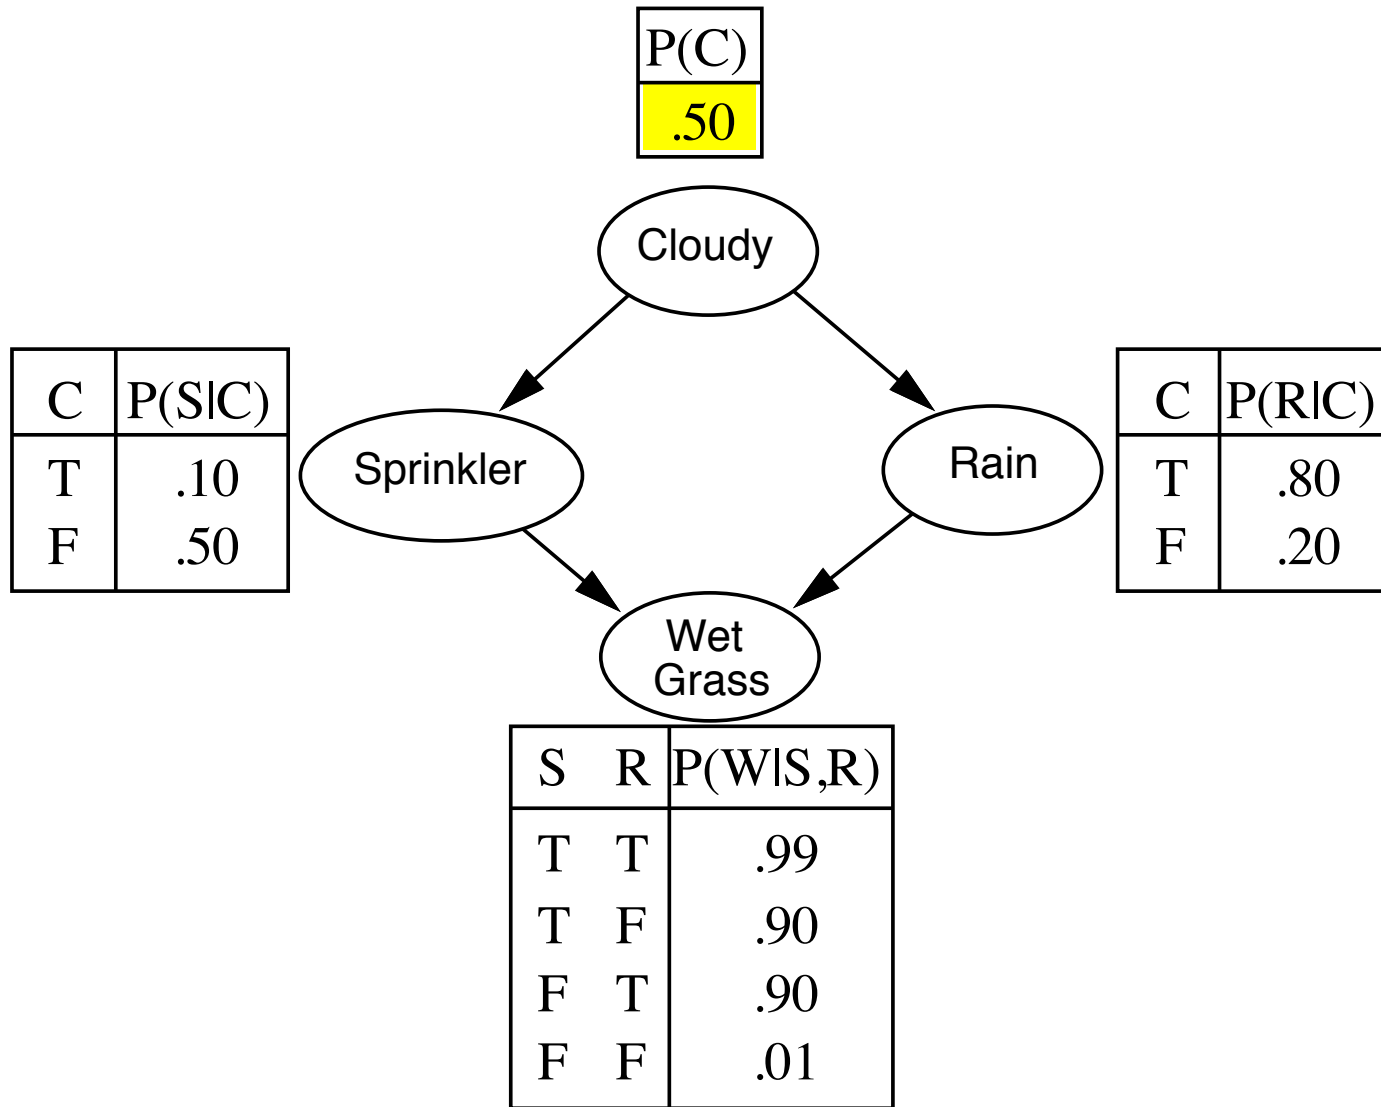 P(C)
.50
Cloudy
C P(S|C)
T .10
F .50
Sprinkler
Rain
C P(R|C)
T .80
F .20
Wet
Grass
S R P(W|S,R)
T T .99
T F .90
F T .90
F F .01